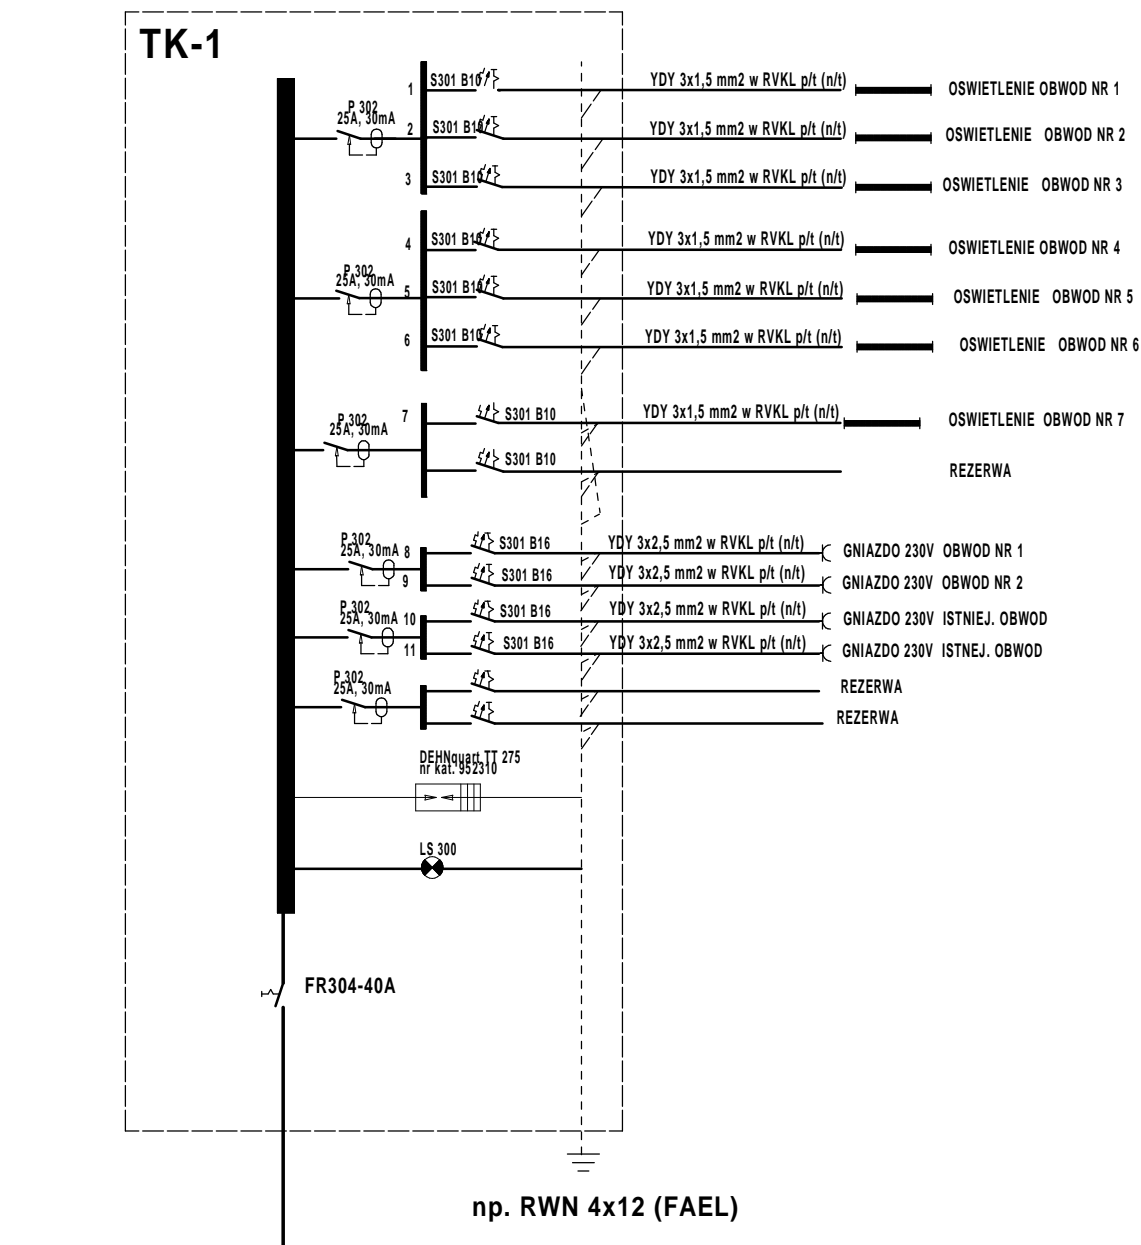 TK-1
1 S301 B10 YDY 3x1,5 mm2 w RVKL p/t (n/t) OSWIETLENIE OBWOD NR 1
P 302
25A, 30mA
2 S301 B10 YDY 3x1,5 mm2 w RVKL p/t (n/t) OSWIETLENIE OBWOD NR 2
3 S301 B10 YDY 3x1,5 mm2 w RVKL p/t (n/t) OSWIETLENIE OBWOD NR 3
4 S301 B10 YDY 3x1,5 mm2 w RVKL p/t (n/t) OSWIETLENIE OBWOD NR 4
P 302
25A, 30mA
5 S301 B10 YDY 3x1,5 mm2 w RVKL p/t (n/t) OSWIETLENIE OBWOD NR 5
6 S301 B10 YDY 3x1,5 mm2 w RVKL p/t (n/t) OSWIETLENIE OBWOD NR 6
7 S301 B10 YDY 3x1,5 mm2 w RVKL p/t (n/t) OSWIETLENIE OBWOD NR 7
P 302
25A, 30mA
S301 B10 REZERWA
P 302
25A, 30mA
8 S301 B16 YDY 3x2,5 mm2 w RVKL p/t (n/t) GNIAZDO 230V OBWOD NR 1
9 S301 B16 YDY 3x2,5 mm2 w RVKL p/t (n/t) GNIAZDO 230V OBWOD NR 2
P 302
25A, 30mA
10 S301 B16 YDY 3x2,5 mm2 w RVKL p/t (n/t) GNIAZDO 230V ISTNIEJ. OBWOD
11 S301 B16 YDY 3x2,5 mm2 w RVKL p/t (n/t) GNIAZDO 230V ISTNEJ. OBWOD
P 302
25A, 30mA
REZERWA
REZERWA
DEHNquart TT 275
nr kat. 952310
LS 300
FR304-40A
np. RWN 4x12 (FAEL)